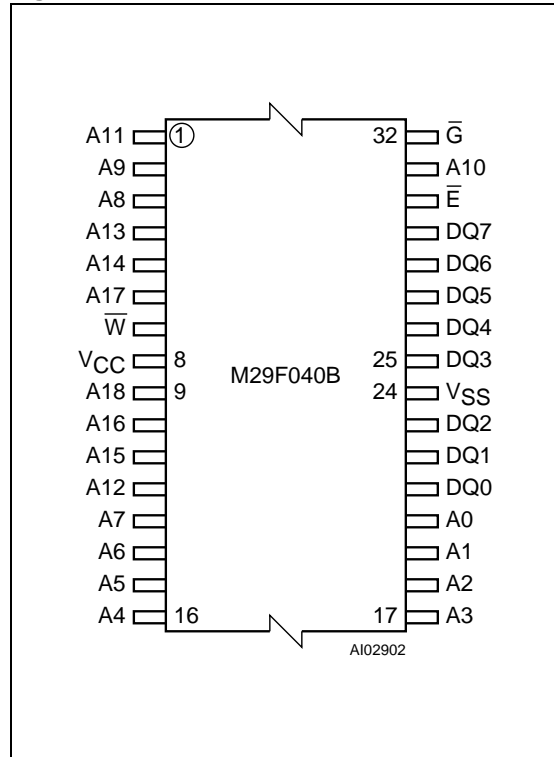 A11 1 32 G̅
A9 A10
A8 E̅
A13 DQ7
A14 DQ6
A17 DQ5
W̅ DQ4
VCC 8 25 DQ3
M29F040B
A18 9 24 VSS
A16 DQ2
A15 DQ1
A12 DQ0
A7 A0
A6 A1
A5 A2
A4 16 17 A3
AI02902